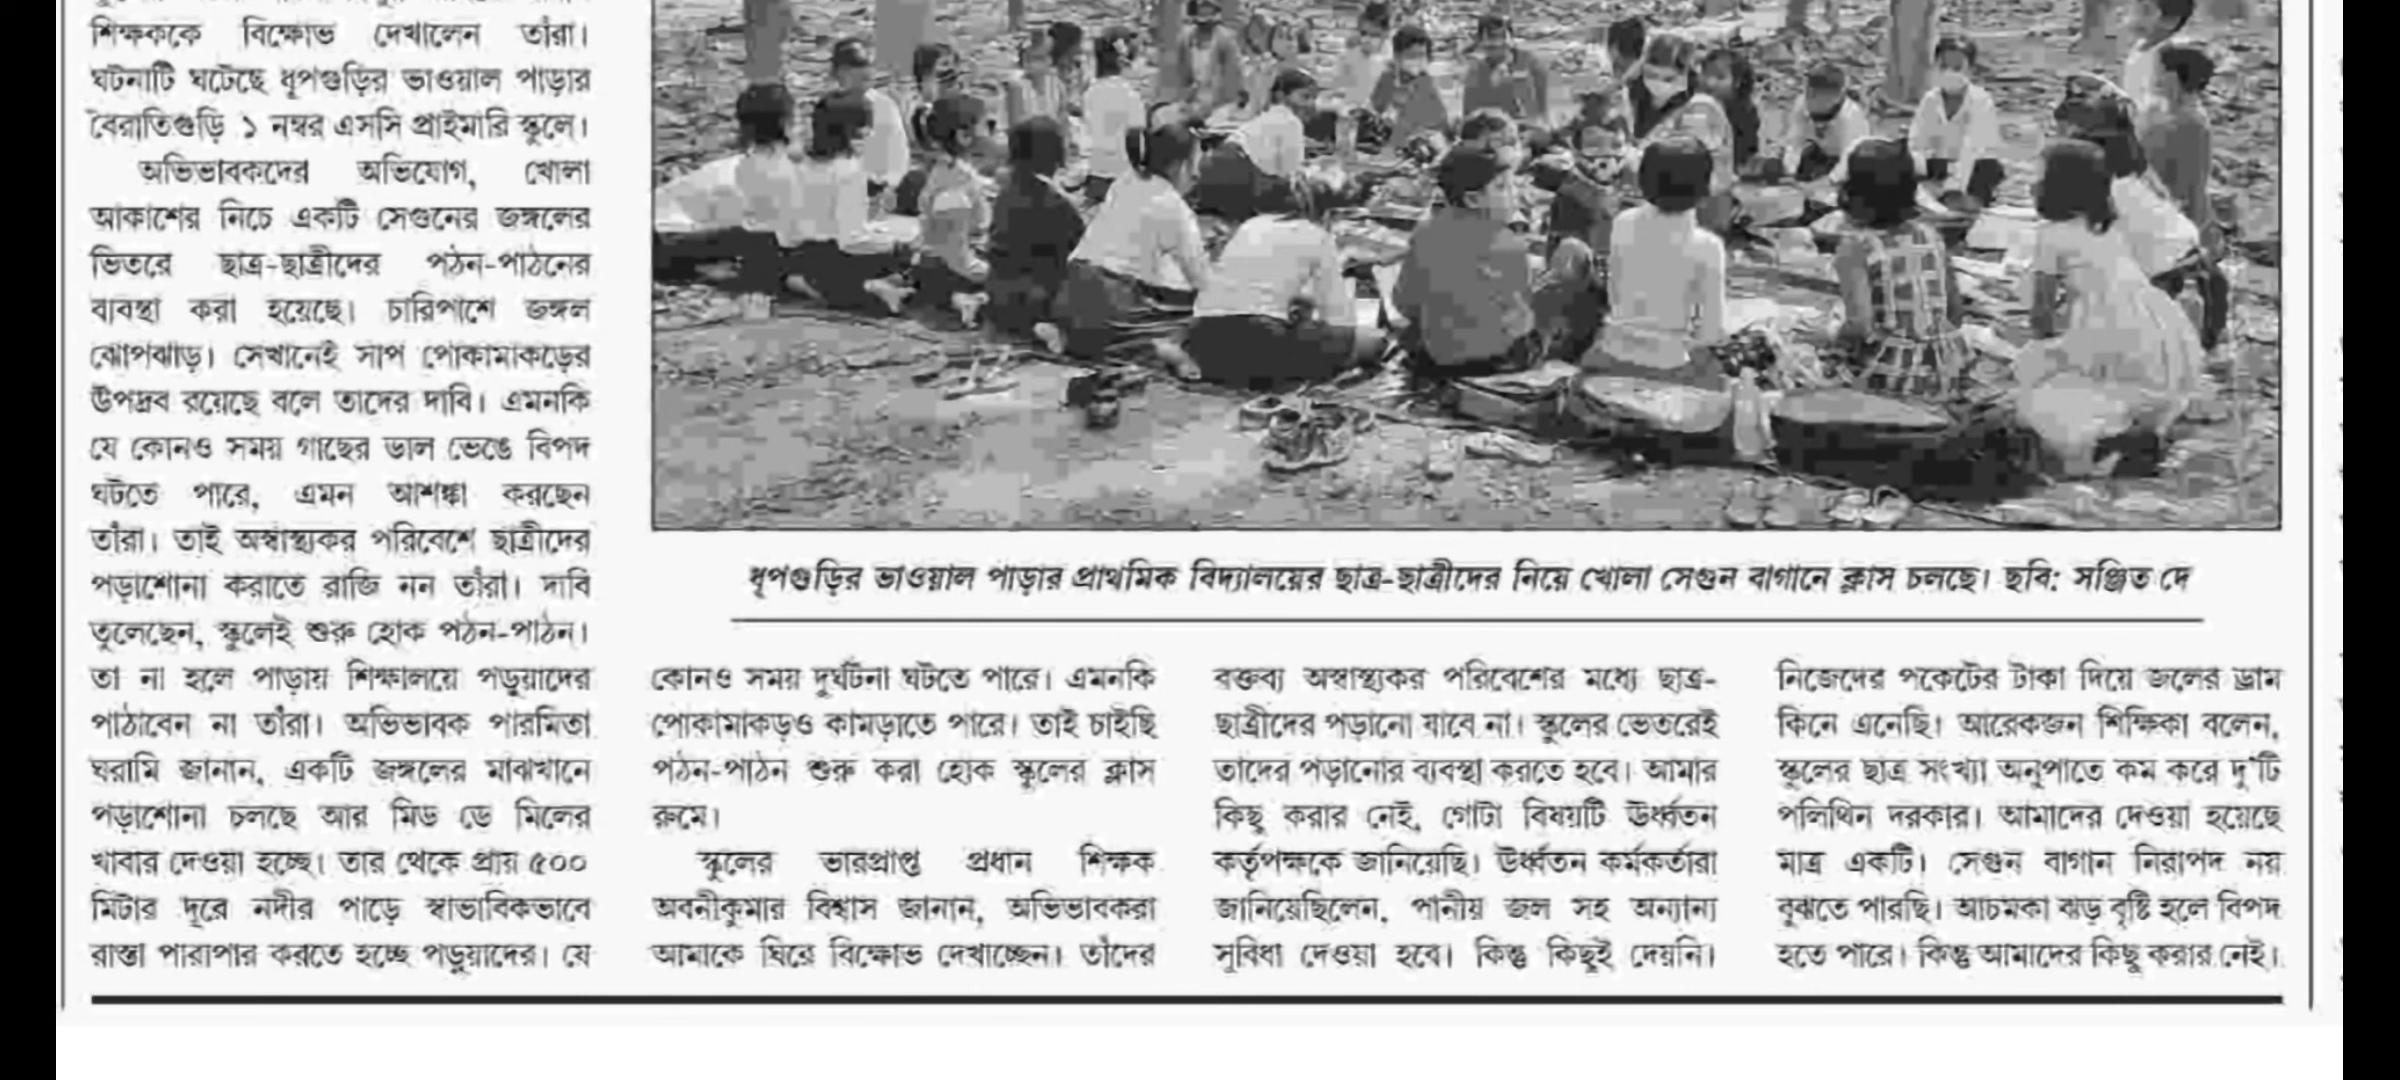 শিক্ষককে বিক্ষোভ দেখালেন তাঁরা।
ঘটনাটি ঘটেছে ধূপগুড়ির ভাওয়াল পাড়ার
বৈরাতিগুড়ি ১ নম্বর এসসি প্রাইমারি স্কুলে।
অভিভাবকদের অভিযোগ, খোলা
আকাশের নিচে একটি সেগুনের জঙ্গলের
ভিতরে ছাত্র-ছাত্রীদের পঠন-পাঠনের
ব্যবস্থা করা হয়েছে। চারিপাশে জঙ্গল
ঝোপঝাড়। সেখানেই সাপ পোকামাকড়ের
উপদ্রব রয়েছে বলে তাদের দাবি। এমনকি
যে কোনও সময় গাছের ডাল ভেঙে বিপদ
ঘটতে পারে, এমন আশঙ্কা করছেন
তাঁরা। তাই অস্বাস্থ্যকর পরিবেশে ছাত্রীদের
পড়াশোনা করাতে রাজি নন তাঁরা। দাবি
তুলেছেন, স্কুলেই শুরু হোক পঠন-পাঠন।
তা না হলে পাড়ায় শিক্ষালয়ে পড়ুয়াদের
পাঠাবেন না তাঁরা। অভিভাবক পারমিতা
ঘরামি জানান, একটি জঙ্গলের মাঝখানে
পড়াশোনা চলছে আর মিড ডে মিলের
খাবার দেওয়া হচ্ছে। তার থেকে প্রায় ৫০০
মিটার দূরে নদীর পাড়ে স্বাভাবিকভাবে
রাস্তা পারাপার করতে হচ্ছে পড়ুয়াদের। যে
ধূপগুড়ির ভাওয়াল পাড়ার প্রাথমিক বিদ্যালয়ের ছাত্র-ছাত্রীদের নিয়ে খোলা সেগুন বাগানে ক্লাস চলছে। ছবি: সঞ্জিত দে
কোনও সময় দুর্ঘটনা ঘটতে পারে। এমনকি
পোকামাকড়ও কামড়াতে পারে। তাই চাইছি
পঠন-পাঠন শুরু করা হোক স্কুলের ক্লাস
রুমে।
স্কুলের ভারপ্রাপ্ত প্রধান শিক্ষক
অবনীকুমার বিশ্বাস জানান, অভিভাবকরা
আমাকে ঘিরে বিক্ষোভ দেখাচ্ছেন। তাঁদের
বক্তব্য অস্বাস্থ্যকর পরিবেশের মধ্যে ছাত্র-
ছাত্রীদের পড়ানো যাবে না। স্কুলের ভেতরেই
তাদের পড়ানোর ব্যবস্থা করতে হবে। আমার
কিছু করার নেই, গোটা বিষয়টি ঊর্ধ্বতন
কর্তৃপক্ষকে জানিয়েছি। ঊর্ধ্বতন কর্মকর্তারা
জানিয়েছিলেন, পানীয় জল সহ অন্যান্য
সুবিধা দেওয়া হবে। কিন্তু কিছুই দেয়নি।
নিজেদের পকেটের টাকা দিয়ে জলের ড্রাম
কিনে এনেছি। আরেকজন শিক্ষিকা বলেন,
স্কুলের ছাত্র সংখ্যা অনুপাতে কম করে দু'টি
পলিথিন দরকার। আমাদের দেওয়া হয়েছে
মাত্র একটি। সেগুন বাগান নিরাপদ নয়
বুঝতে পারছি। আচমকা ঝড় বৃষ্টি হলে বিপদ
হতে পারে। কিন্তু আমাদের কিছু করার নেই।